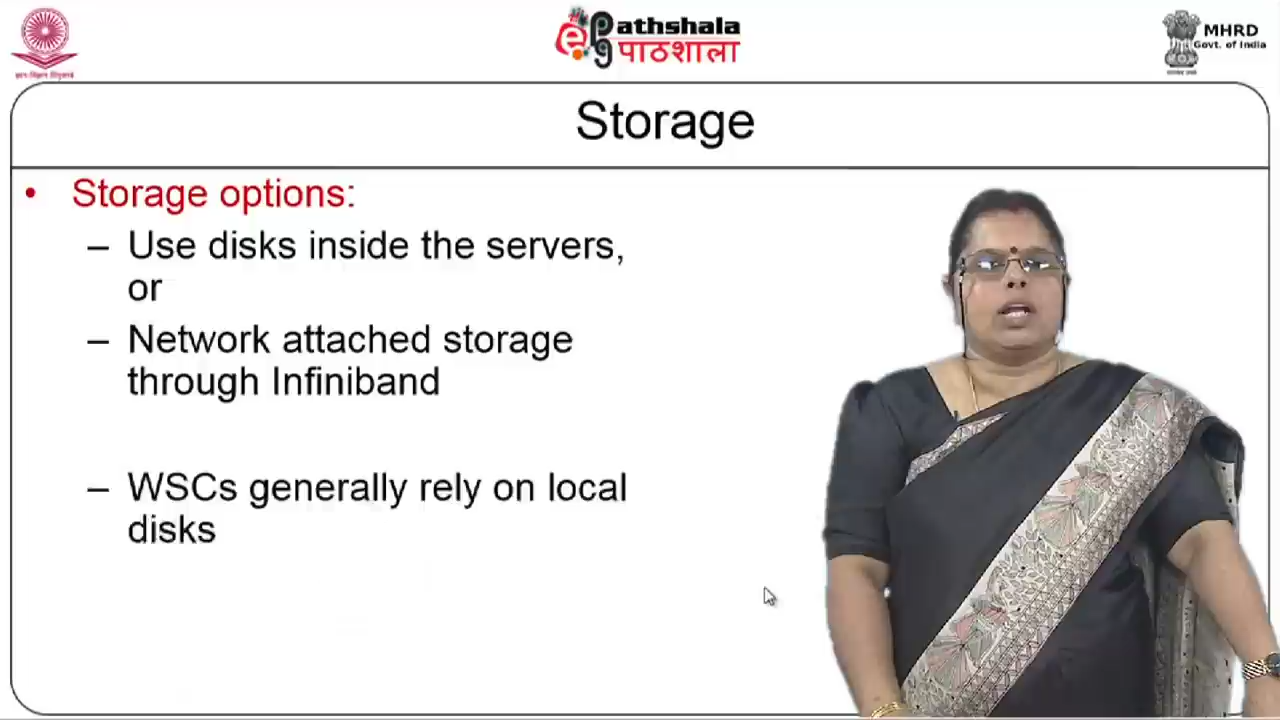 epg Pathshala
पाठशाला
MHRD
Govt. of India
Storage
• Storage options:
– Use disks inside the servers,
or
– Network attached storage
through Infiniband
– WSCs generally rely on local
disks